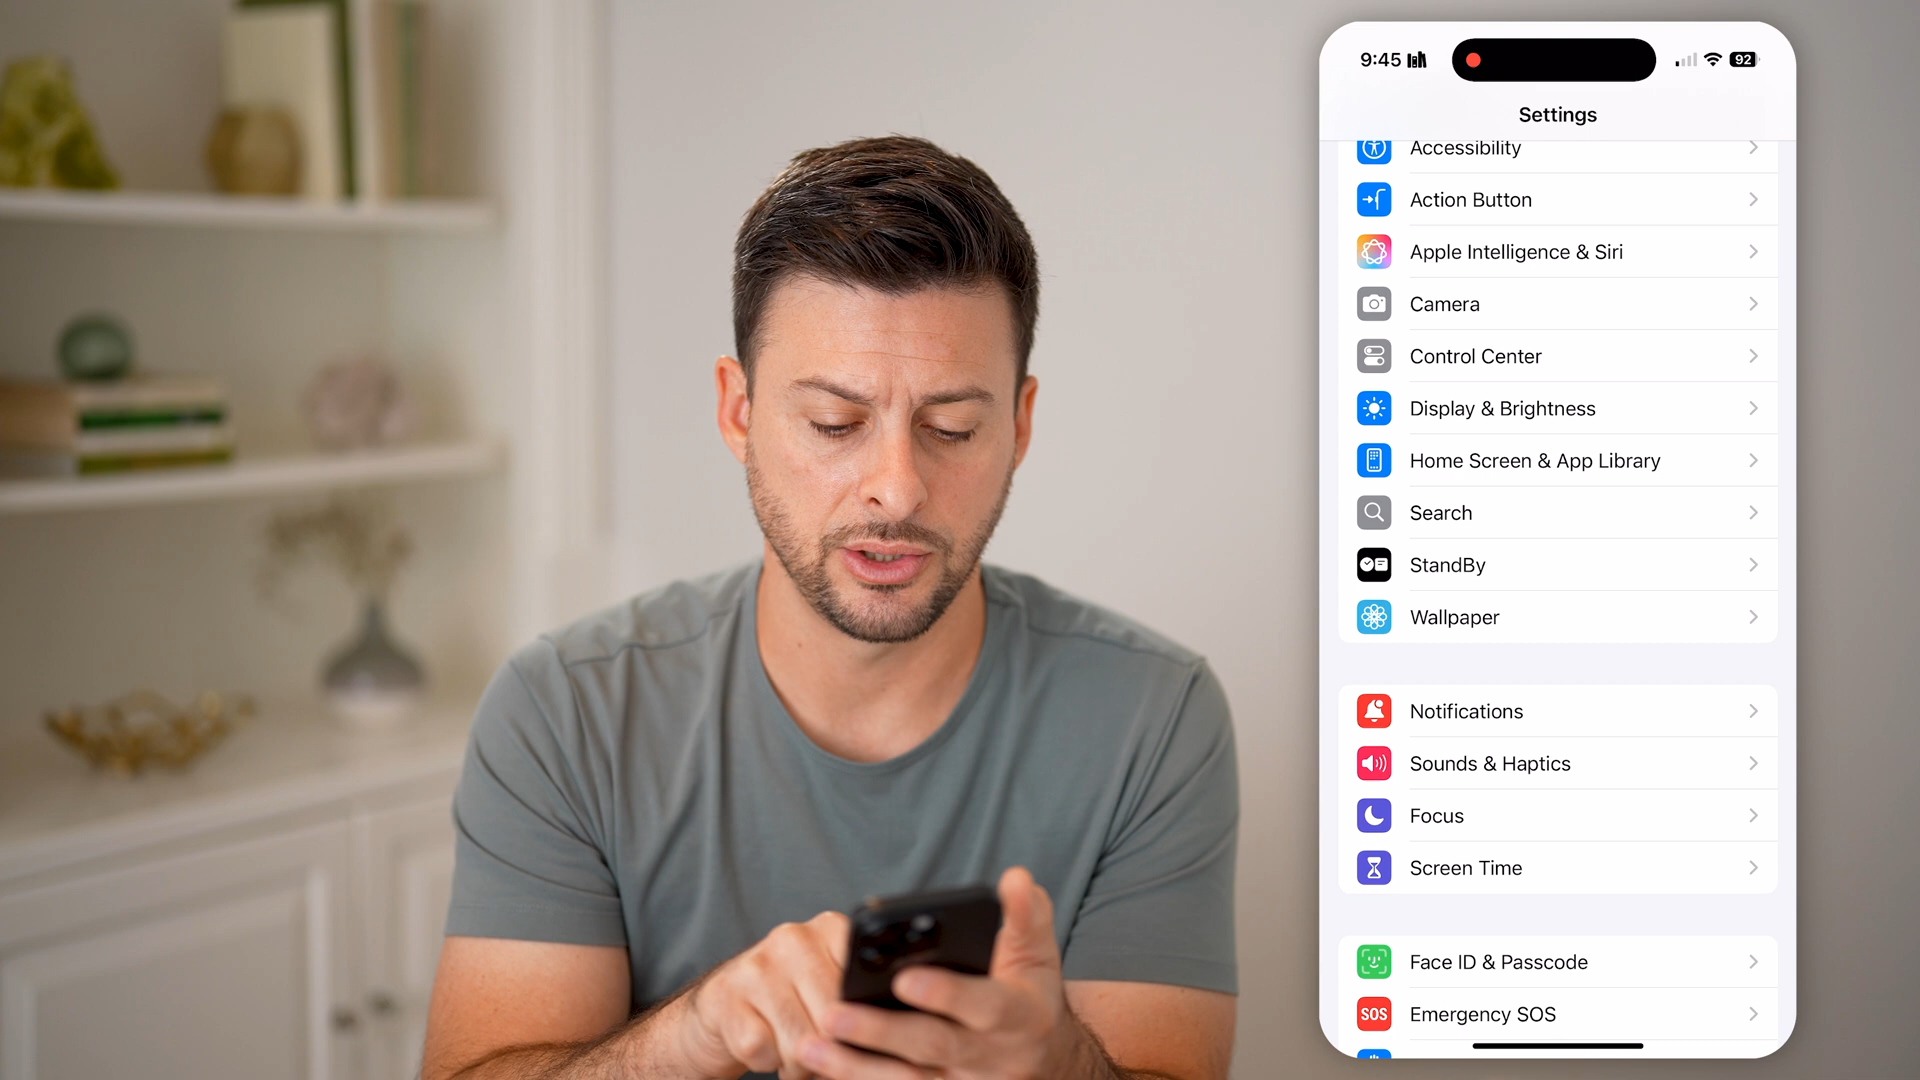 9:45
92
Settings
Accessibility
Action Button
Apple Intelligence & Siri
Camera
Control Center
Display & Brightness
Home Screen & App Library
Search
StandBy
Wallpaper
Notifications
Sounds & Haptics
Focus
Screen Time
Face ID & Passcode
SOS Emergency SOS